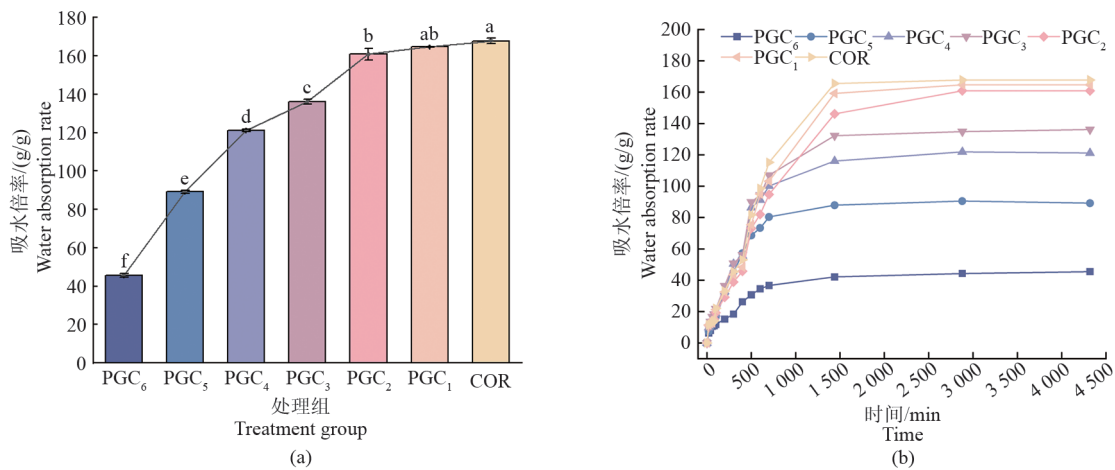 180
160
140
120
100
80
60
40
20
0
吸水倍率/(g/g)
Water absorption rate
f
e
d
c
b
ab
a
PGC₆ PGC₅ PGC₄ PGC₃ PGC₂ PGC₁ COR
处理组
Treatment group
(a)
200
180
160
140
120
100
80
60
40
20
0
吸水倍率/(g/g)
Water absorption rate
PGC₆ PGC₅ PGC₄ PGC₃ PGC₂
PGC₁ COR
0 500 1 000 1 500 2 000 2 500 3 000 3 500 4 000 4 500
时间/min
Time
(b)